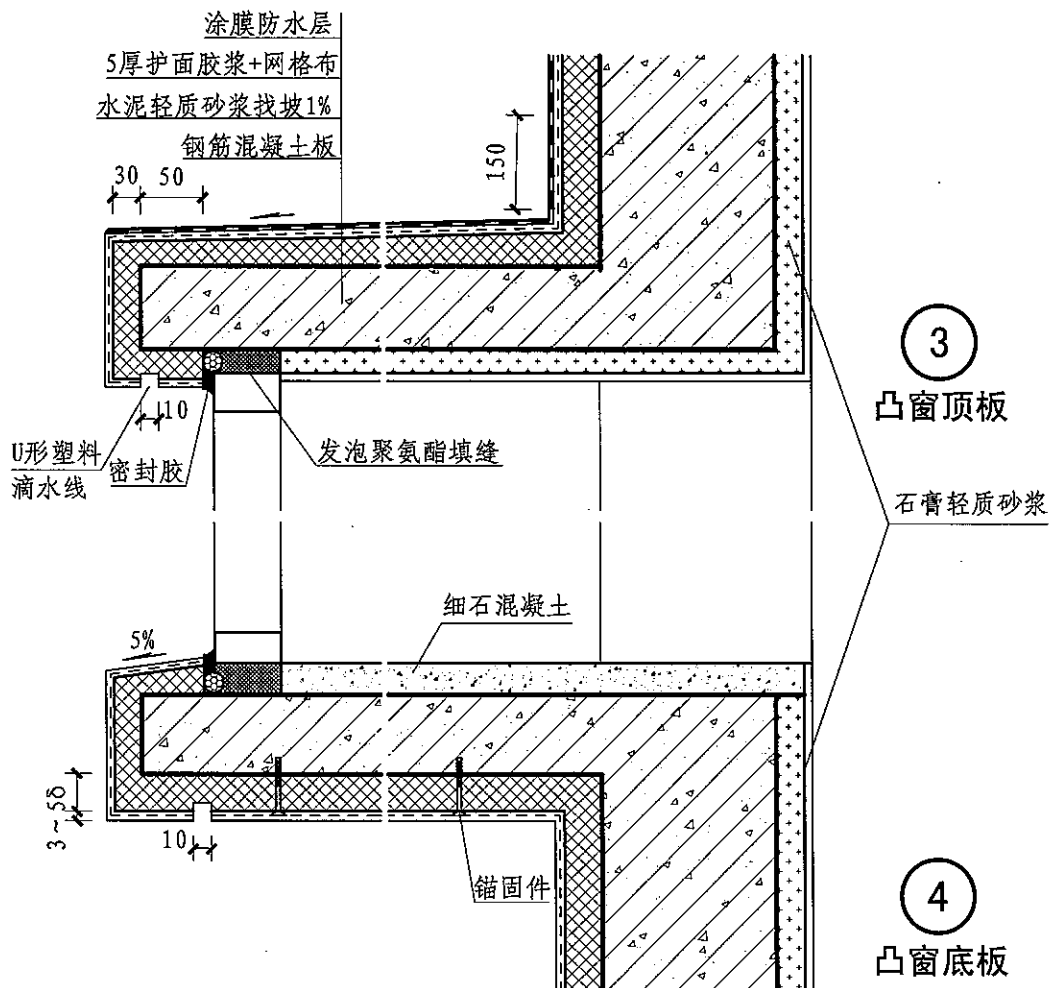 涂膜防水层
5厚护面胶浆+网格布
水泥轻质砂浆找坡1%
钢筋混凝土板
30
50
150
10
U形塑料
滴水线
密封胶
发泡聚氨酯填缝
3
凸窗顶板
石膏轻质砂浆
细石混凝土
5%
3~5
δ
10
锚固件
4
凸窗底板